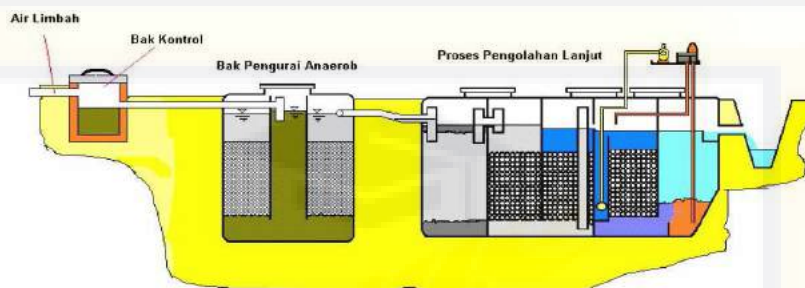 Air Limbah
Bak Kontrol
Bak Pengurai Anaerob
Proses Pengolahan Lanjut